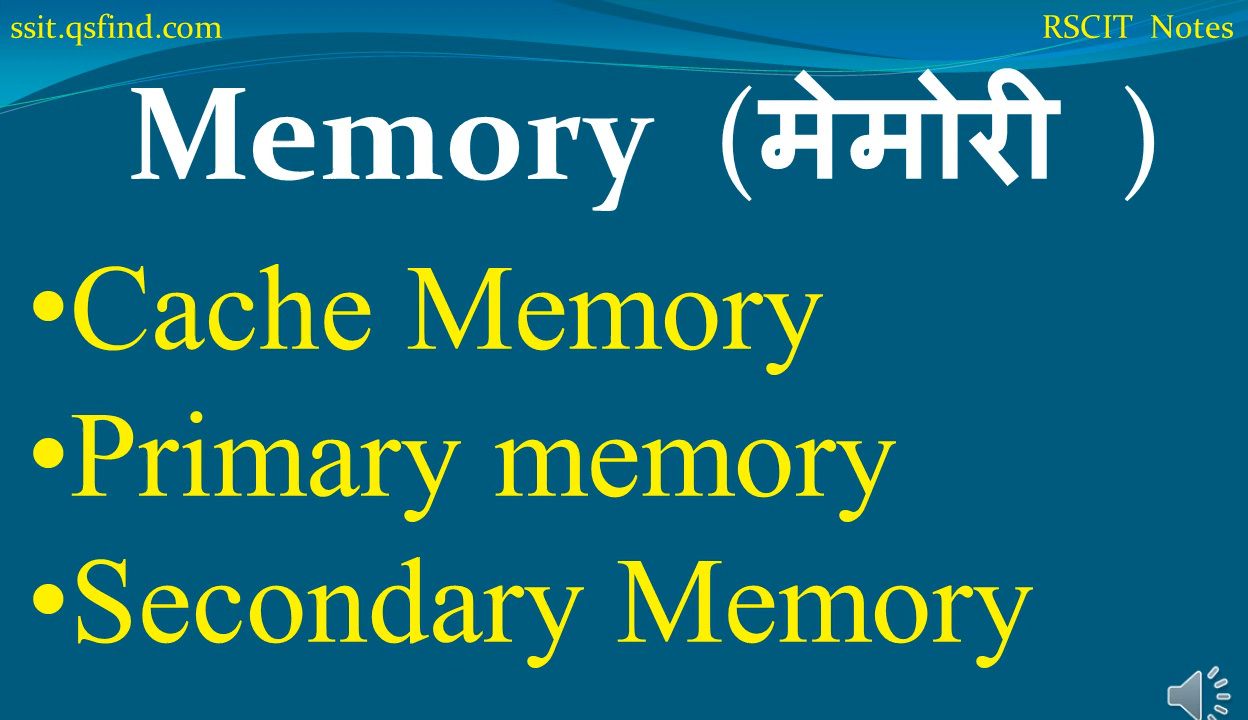 ssit.qsfind.com
RSCIT Notes
Memory (मेमोरी )
•Cache Memory
•Primary memory
•Secondary Memory